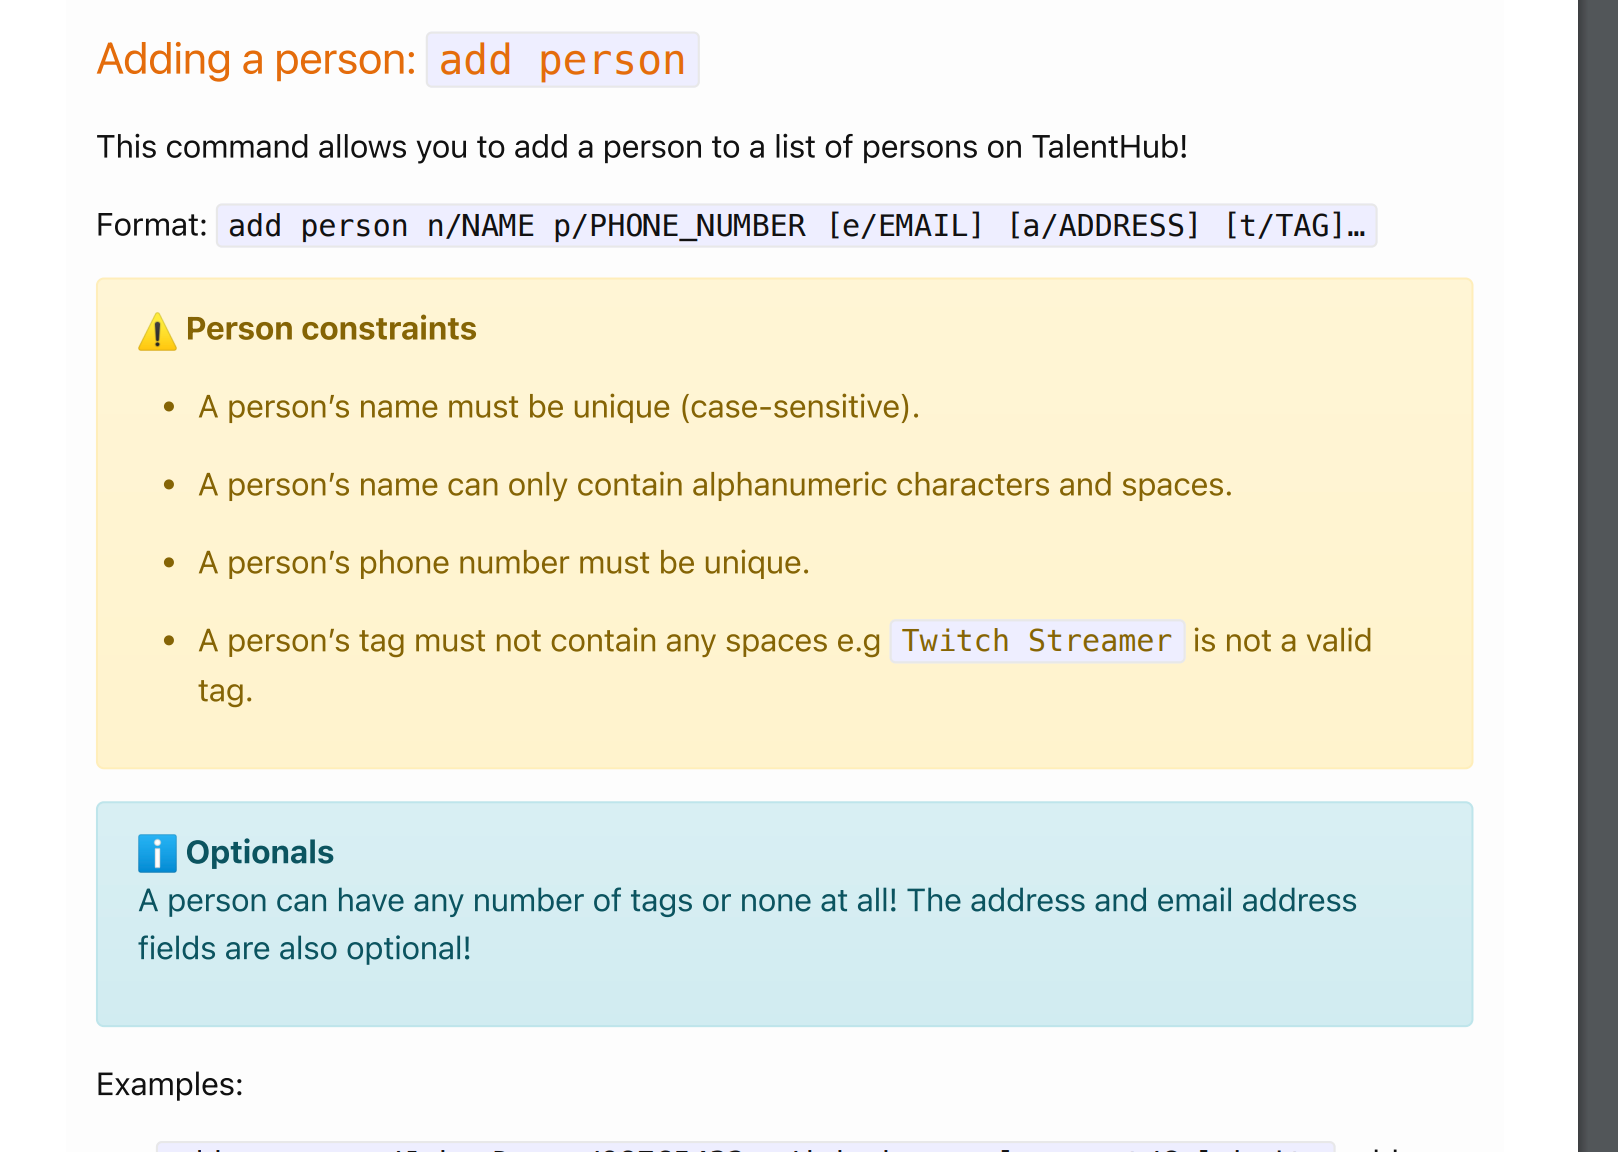 Adding a person: add person
This command allows you to add a person to a list of persons on TalentHub!
Format: add person n/NAME p/PHONE_NUMBER [e/EMAIL] [a/ADDRESS] [t/TAG]…
⚠️ Person constraints
• A person’s name must be unique (case-sensitive).
• A person’s name can only contain alphanumeric characters and spaces.
• A person’s phone number must be unique.
• A person’s tag must not contain any spaces e.g Twitch Streamer is not a valid
tag.
ℹ️ Optionals
A person can have any number of tags or none at all! The address and email address
fields are also optional!
Examples: